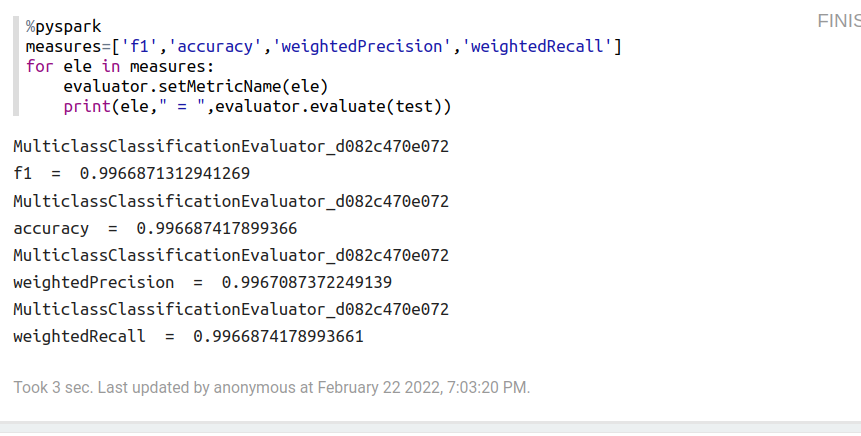 %pyspark
FINIS
measures=['f1','accuracy','weightedPrecision','weightedRecall']
for ele in measures:
    evaluator.setMetricName(ele)
    print(ele," = ",evaluator.evaluate(test))
MulticlassClassificationEvaluator_d082c470e072
f1  =  0.9966871312941269
MulticlassClassificationEvaluator_d082c470e072
accuracy  =  0.996687417899366
MulticlassClassificationEvaluator_d082c470e072
weightedPrecision  =  0.9967087372249139
MulticlassClassificationEvaluator_d082c470e072
weightedRecall  =  0.9966874178993661
Took 3 sec. Last updated by anonymous at February 22 2022, 7:03:20 PM.